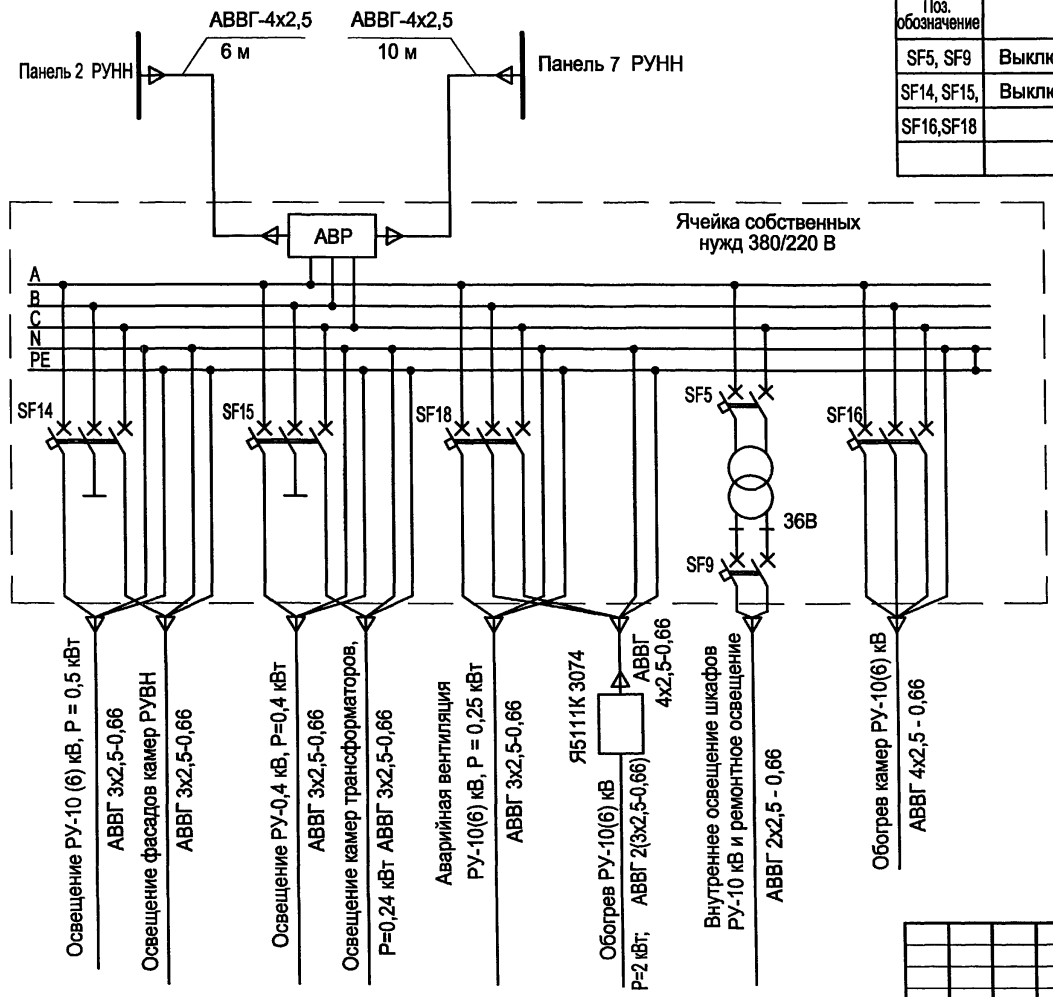 АВВГ-4х2,5
6 м
АВВГ-4х2,5
10 м
Панель 2 РУНН
Панель 7 РУНН
Поз.
обозначение
SF5, SF9
SF14, SF15,
SF16,SF18
АВР
Ячейка собственных
нужд 380/220 В
A
B
C
N
PE
SF14
SF15
SF18
SF5
SF16
36В
SF9
Освещение РУ-10 (6) кВ, Р = 0,5 кВт
АВВГ 3х2,5-0,66
Освещение фасадов камер РУВН
АВВГ 3х2,5-0,66
Освещение РУ-0,4 кВ, Р=0,4 кВт
АВВГ 3х2,5-0,66
Освещение камер трансформаторов,
Р=0,24 кВт АВВГ 3х2,5-0,66
Аварийная вентиляция
РУ-10(6) кВ, Р = 0,25 кВт
АВВГ 3х2,5-0,66
Я5111К 3074
АВВГ
4х2,5-0,66
Обогрев РУ-10(6) кВ
Р=2 кВт; АВВГ 2(3х2,5-0,66)
Внутреннее освещение шкафов
РУ-10 кВ и ремонтное освещение
АВВГ 2х2,5 - 0,66
Обогрев камер РУ-10(6) кВ
АВВГ 4х2,5 - 0,66